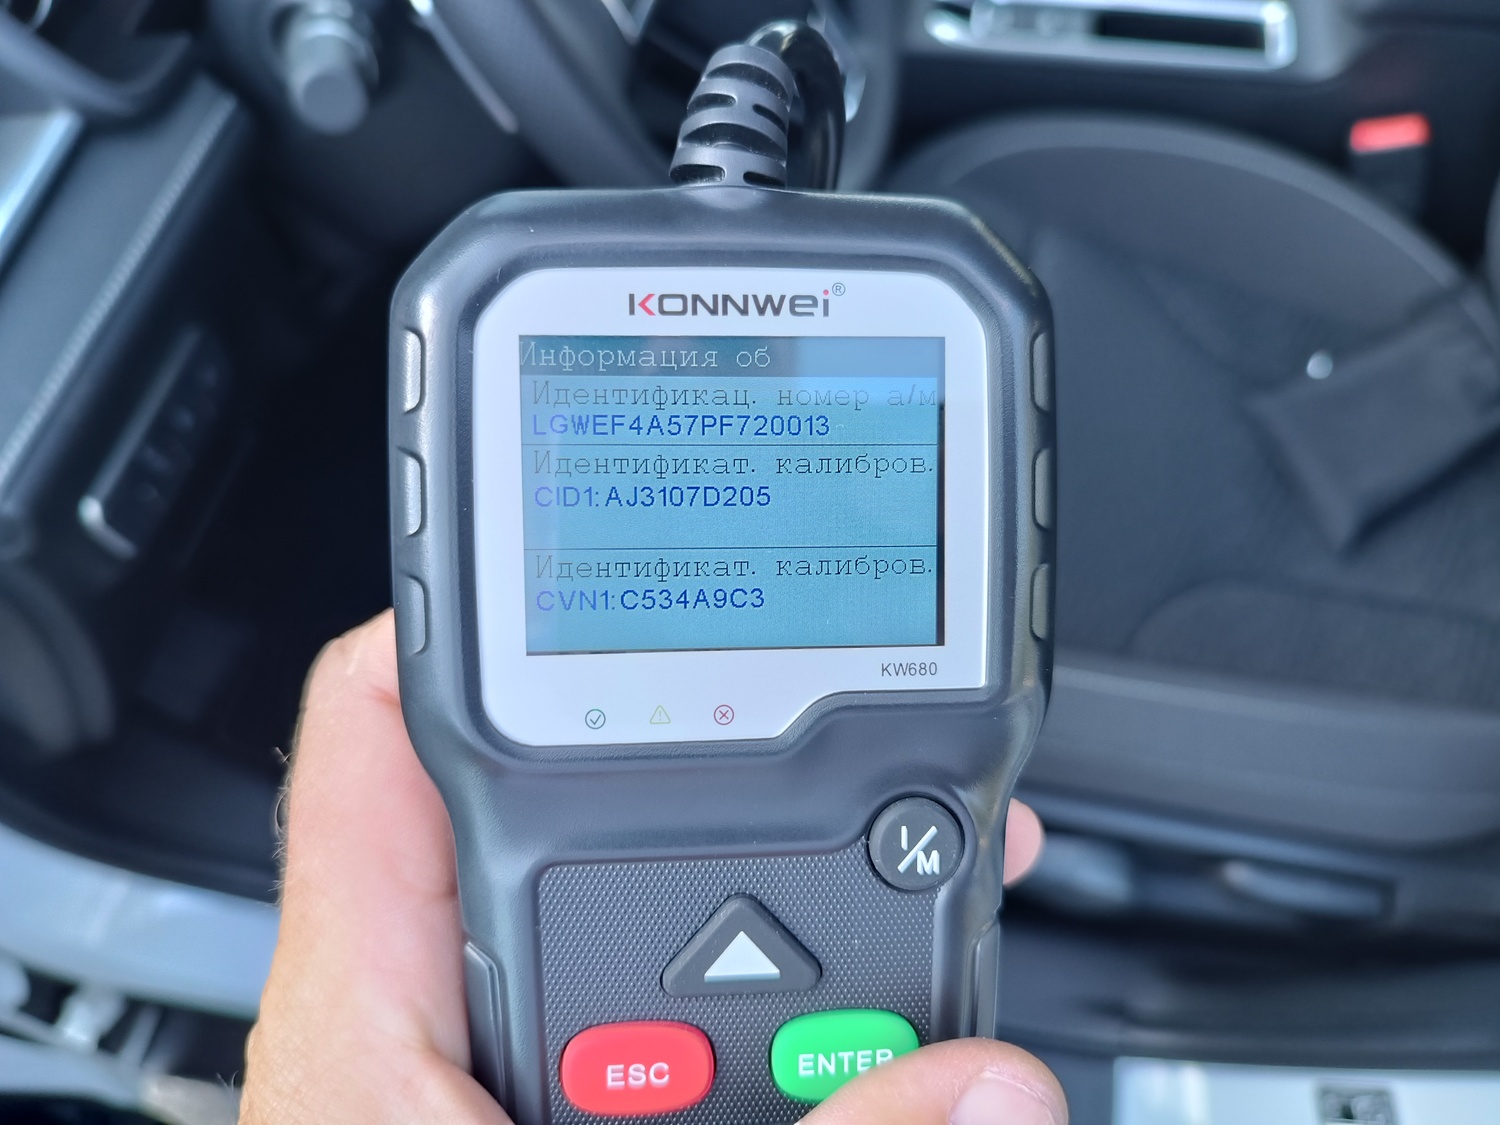 KONNWEI®
Информация об
Идентификац. номер а/м
LGWEF4A57PF720013
Идентификат. калибров.
CID1:AJ3107D205
Идентификат. калибров.
CVN1:C534A9C3
KW680
I/M
ESC
ENTER